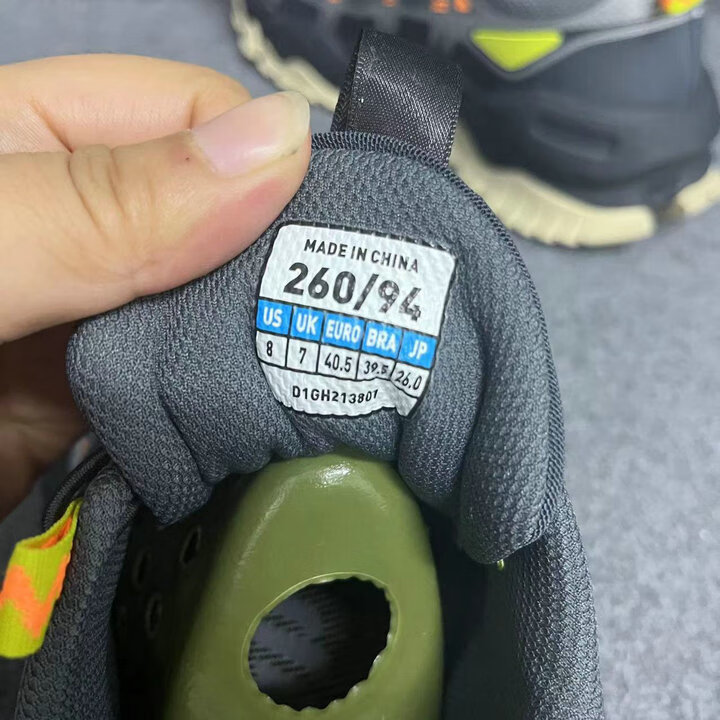 MADE IN CHINA
260/94
US UK EURO BRA JP
8 7 40.5 39.5 26.0
D1GH213801